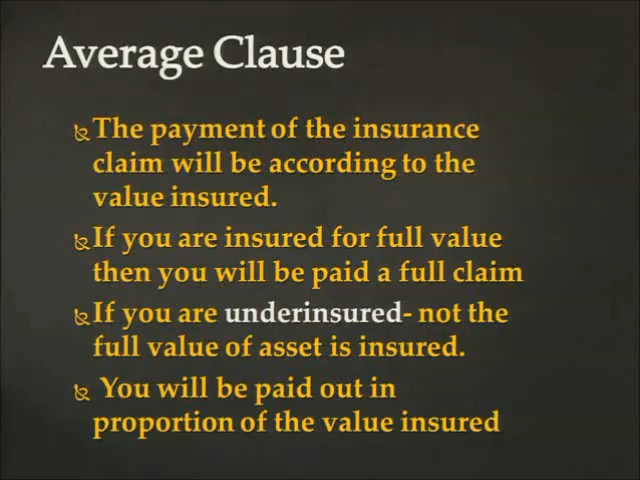 Average Clause
The payment of the insurance
claim will be according to the
value insured.
If you are insured for full value
then you will be paid a full claim
If you are underinsured- not the
full value of asset is insured.
You will be paid out in
proportion of the value insured